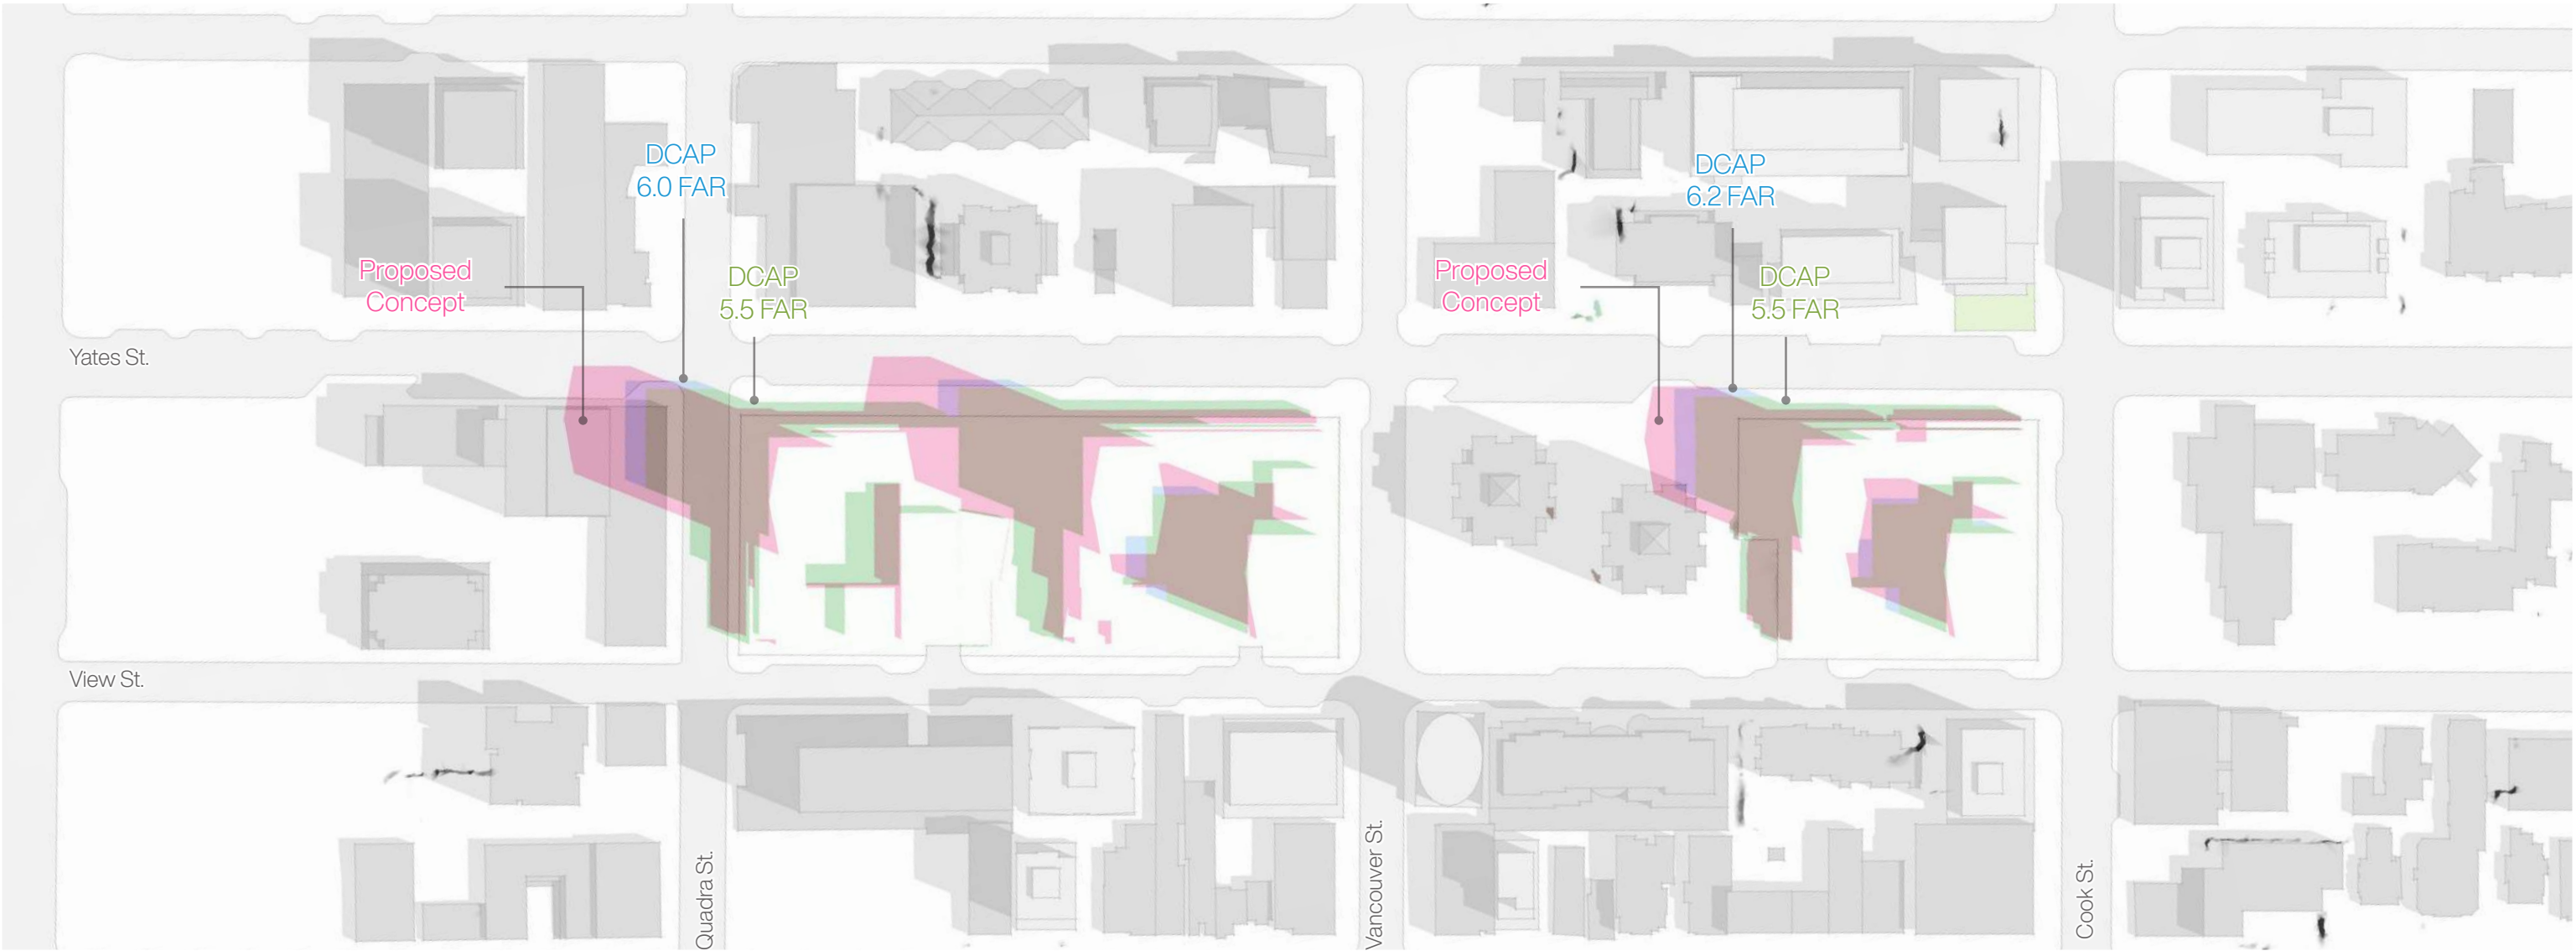 DCAP
6.0 FAR
DCAP
6.2 FAR
Proposed
Concept
DCAP
5.5 FAR
Proposed
Concept
DCAP
5.5 FAR
Yates St.
View St.
Quadra St.
Vancouver St.
Cook St.